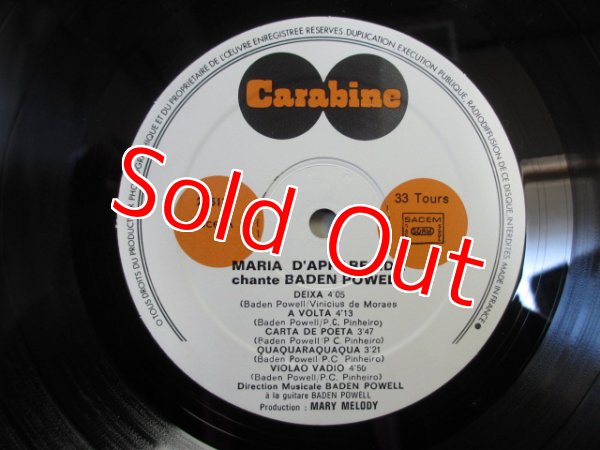 O TOUS DROITS DU PRODUCTEUR PHONOGRAPHIQUE ET DU PROPRIETAIRE DE L'ŒUVRE ENREGISTREE RESERVES. DUPLICATION, EXECUTION PUBLIQUE, RADIODIFFUSION DE CE DISQUE INTERDITES. MADE IN FRANCE
Carabine
33 Tours
SACEM
Sold Out
MARIA D'APPARECIDA
chante BADEN POWELL
DEIXA 4'05
(Baden Powell/Vinicius de Moraes
A VOLTA 4'13
(Baden Powell/P.C. Pinheiro)
CARTA DE POETA 3'47
(Baden Powell/P.C. Pinheiro)
QUAQUARAQUAQUA 3'21
(Baden Powell/P.C. Pinheiro)
VIOLAO VADIO 4'50
(Baden Powell/P.C. Pinheiro)
Direction Musicale BADEN POWELL
à la guitare BADEN POWELL
Production : MARY MELODY